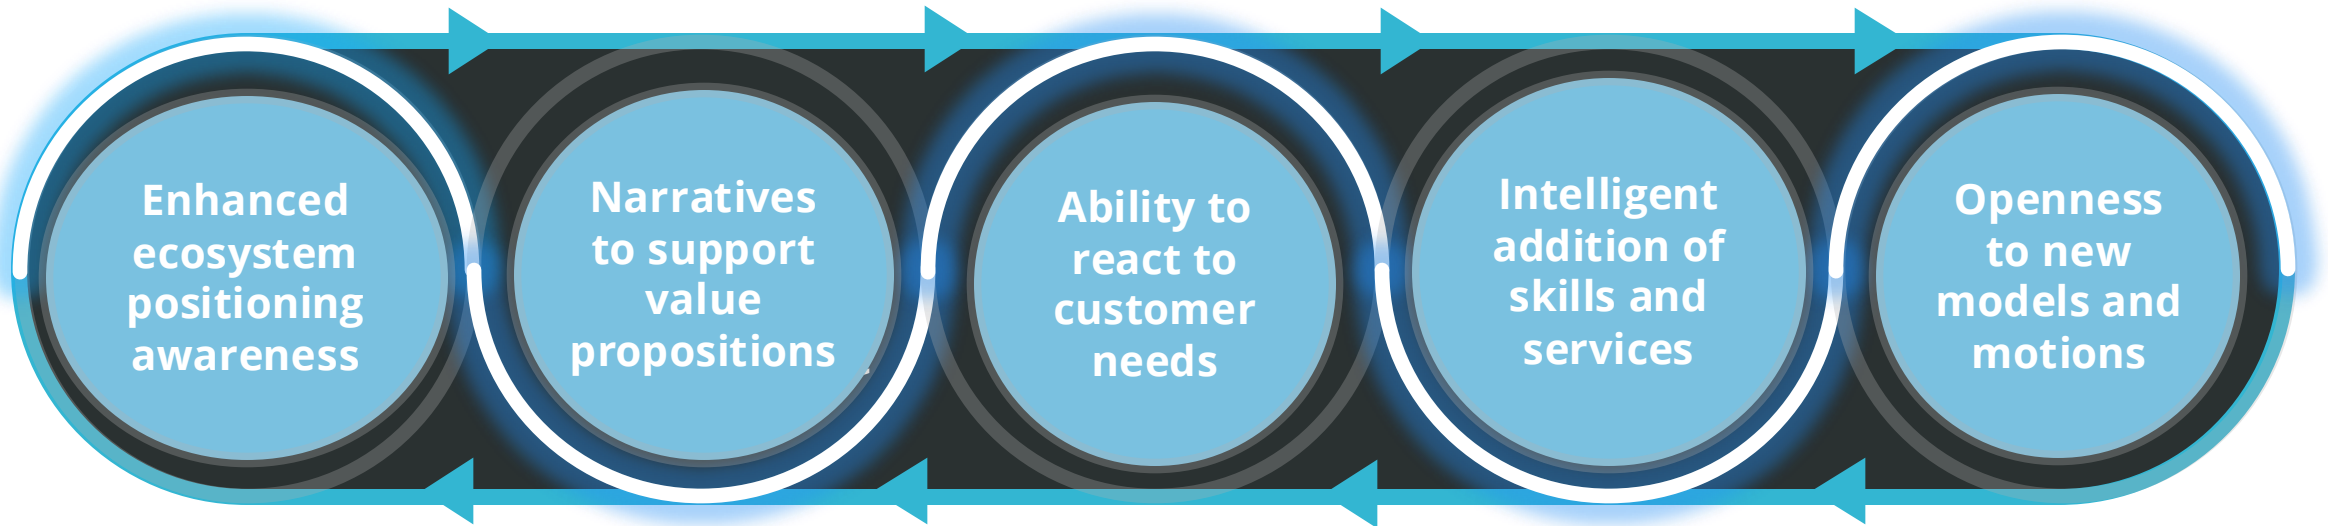 Enhanced
ecosystem
positioning
awareness
Narratives
to support
value
propositions
Ability to
react to
customer
needs
Intelligent
addition of
skills and
services
Openness
to new
models and
motions